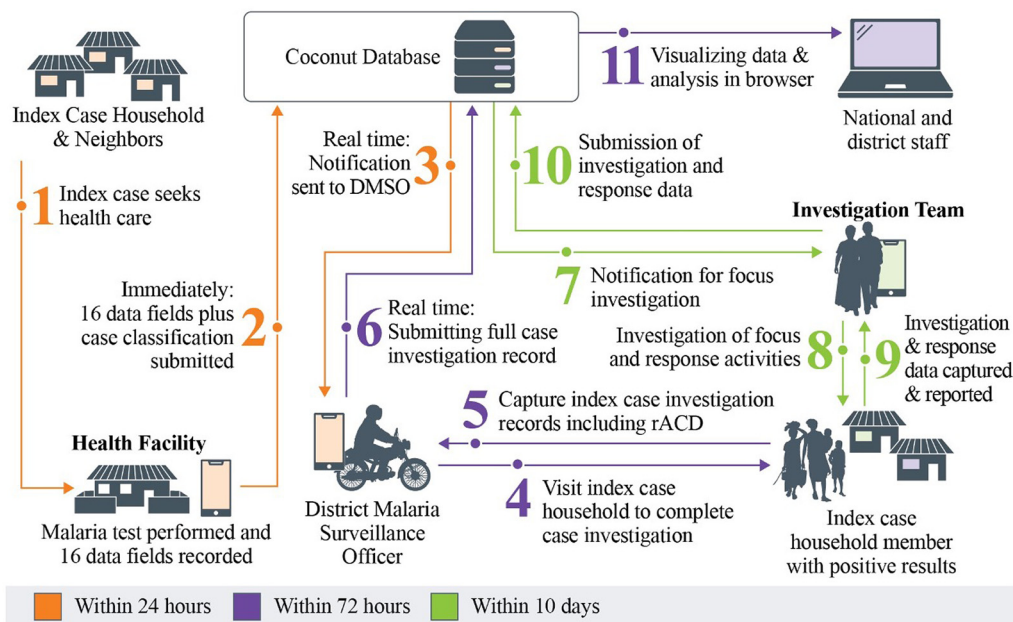 Coconut Database
Index Case Household
& Neighbors
1
Index case seeks
health care
Immediately:
16 data fields plus
case classification
submitted
2
Health Facility
Malaria test performed and
16 data fields recorded
Real time:
Notification
sent to DMSO
3
District Malaria
Surveillance
Officer
4
Visit index case
household to complete
case investigation
5
Capture index case investigation
records including rACD
6
Real time:
Submitting full case
investigation record
7
Notification for focus
investigation
Investigation Team
Investigation of focus
and response activities
8
9
Investigation
& response
data captured
& reported
Index case
household member
with positive results
10
Submission of
investigation and
response data
11
Visualizing data &
analysis in browser
National and
district staff
Within 24 hours
Within 72 hours
Within 10 days